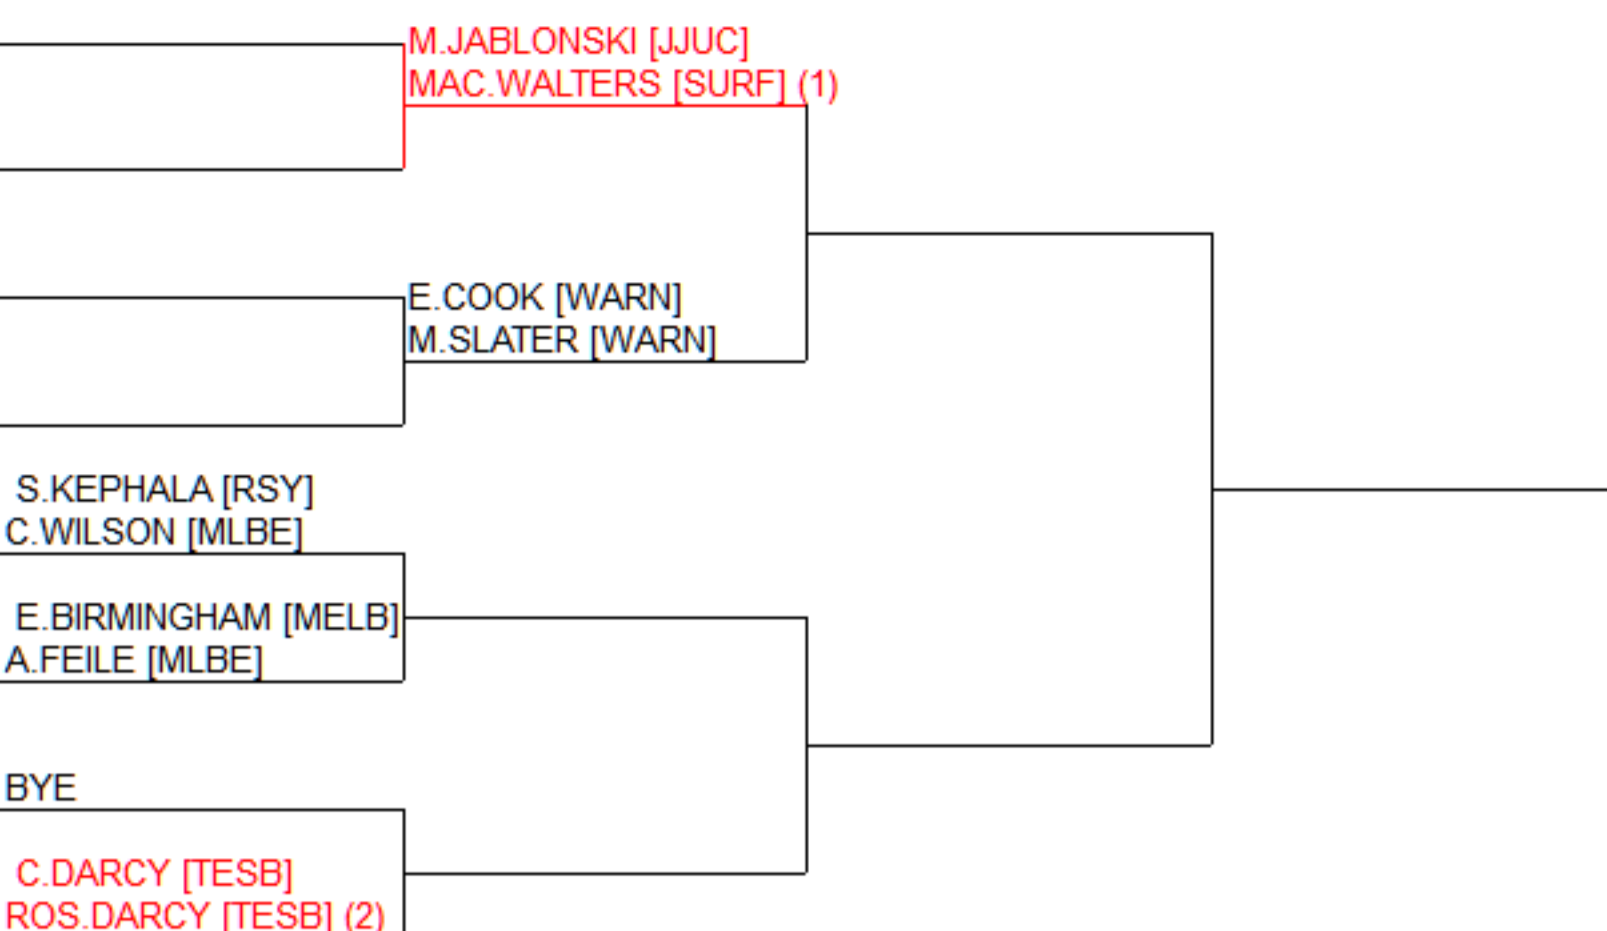 M.JABLONSKI [JJUC]
MAC.WALTERS [SURF] (1)
E.COOK [WARN]
M.SLATER [WARN]
S.KEPHALA [RSY]
C.WILSON [MLBE]
E.BIRMINGHAM [MELB]
A.FEILE [MLBE]
BYE
C.DARCY [TESB]
ROS.DARCY [TESB] (2)